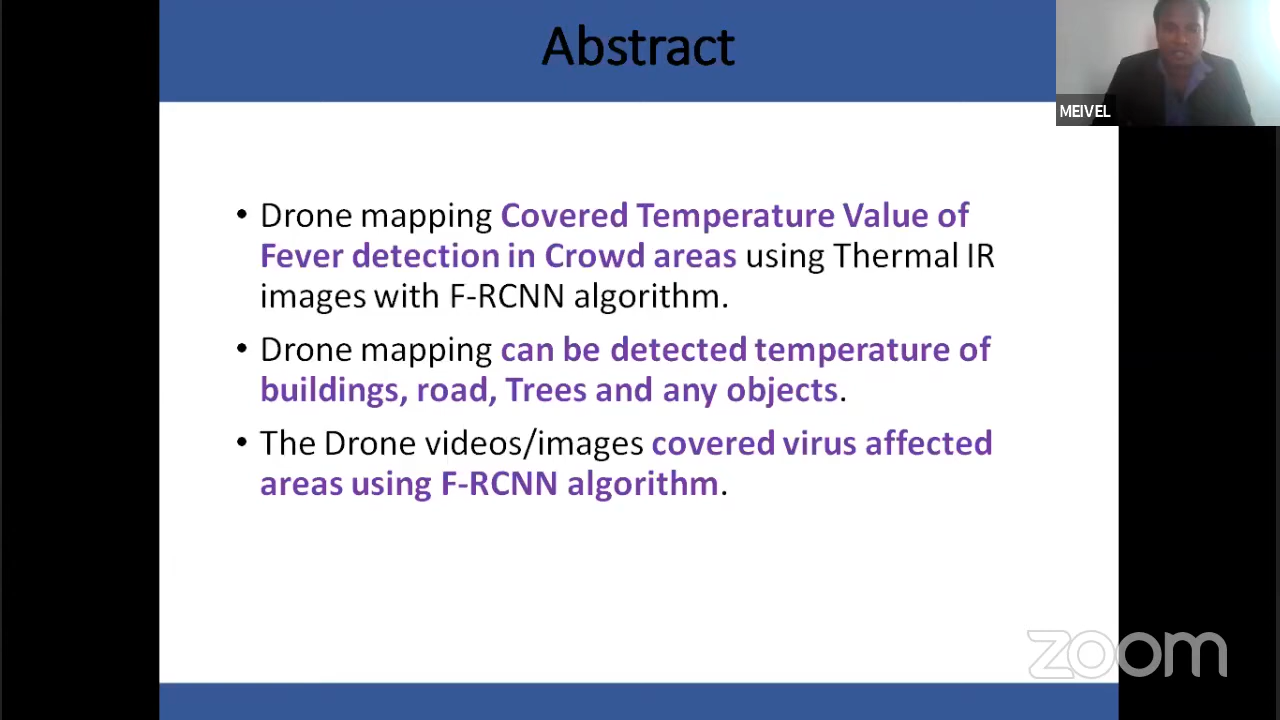 Abstract
MEIVEL
• Drone mapping Covered Temperature Value of
Fever detection in Crowd areas using Thermal IR
images with F-RCNN algorithm.
• Drone mapping can be detected temperature of
buildings, road, Trees and any objects.
• The Drone videos/images covered virus affected
areas using F-RCNN algorithm.
zoom